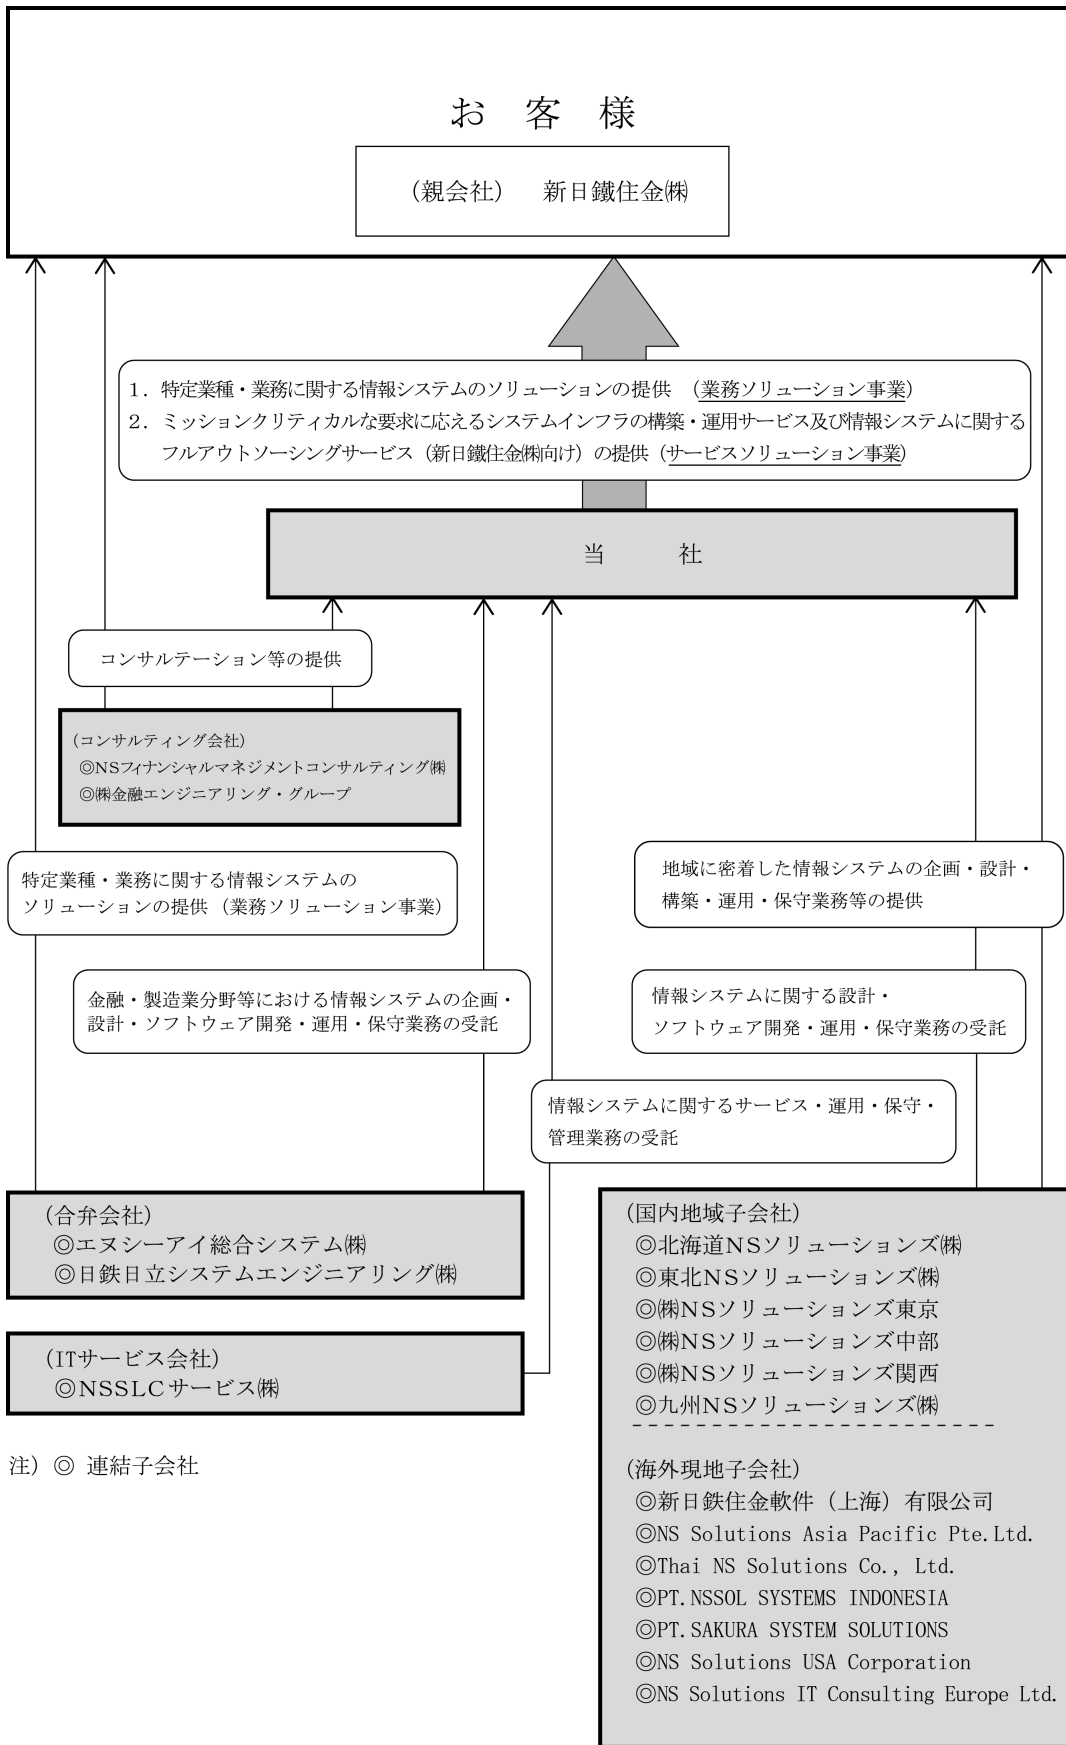 お 客 様
（親会社） 新日鐵住金㈱
1．特定業種・業務に関する情報システムのソリューションの提供 （業務ソリューション事業）
2．ミッションクリティカルな要求に応えるシステムインフラの構築・運用サービス及び情報システムに関する
フルアウトソーシングサービス（新日鐵住金㈱向け）の提供（サービスソリューション事業）
当 社
コンサルテーション等の提供
（コンサルティング会社）
◎NSフィナンシャルマネジメントコンサルティング㈱
◎㈱金融エンジニアリング・グループ
特定業種・業務に関する情報システムの
ソリューションの提供（業務ソリューション事業）
地域に密着した情報システムの企画・設計・
構築・運用・保守業務等の提供
金融・製造業分野等における情報システムの企画・
設計・ソフトウェア開発・運用・保守業務の受託
情報システムに関する設計・
ソフトウェア開発・運用・保守業務の受託
情報システムに関するサービス・運用・保守・
管理業務の受託
（合弁会社）
◎エヌシーアイ総合システム㈱
◎日鉄日立システムエンジニアリング㈱
（ITサービス会社）
◎NSSLCサービス㈱
注）◎ 連結子会社
（国内地域子会社）
◎北海道NSソリューションズ㈱
◎東北NSソリューションズ㈱
◎㈱NSソリューションズ東京
◎㈱NSソリューションズ中部
◎㈱NSソリューションズ関西
◎九州NSソリューションズ㈱
（海外現地子会社）
◎新日鉄住金軟件（上海）有限公司
◎NS Solutions Asia Pacific Pte.Ltd.
◎Thai NS Solutions Co., Ltd.
◎PT.NSSOL SYSTEMS INDONESIA
◎PT.SAKURA SYSTEM SOLUTIONS
◎NS Solutions USA Corporation
◎NS Solutions IT Consulting Europe Ltd.